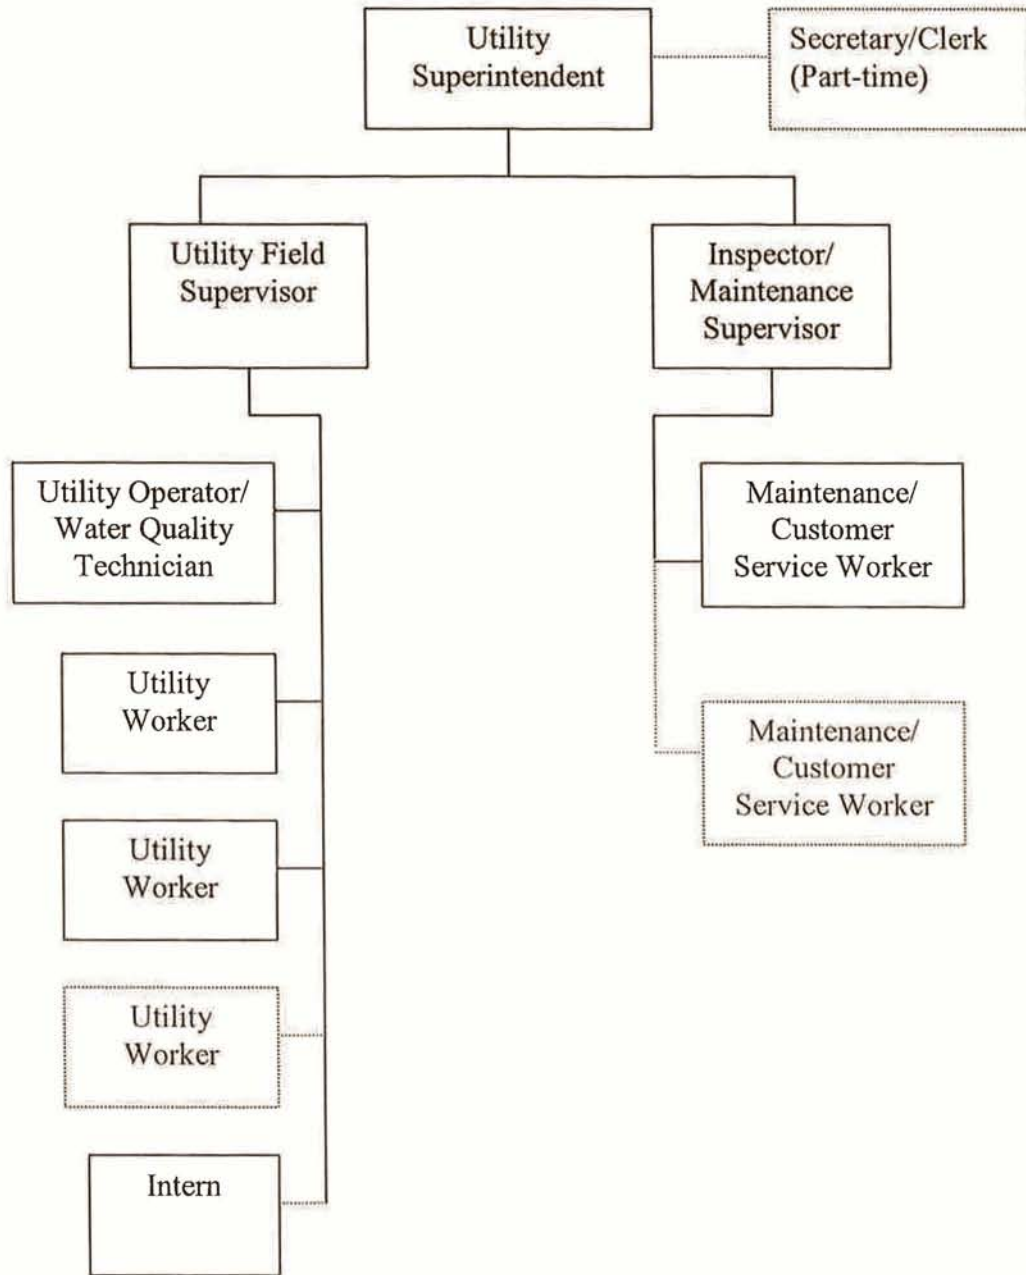 Utility
Superintendent
Secretary/Clerk
(Part-time)
Utility Field
Supervisor
Inspector/
Maintenance
Supervisor
Utility Operator/
Water Quality
Technician
Utility
Worker
Utility
Worker
Utility
Worker
Intern
Maintenance/
Customer
Service Worker
Maintenance/
Customer
Service Worker